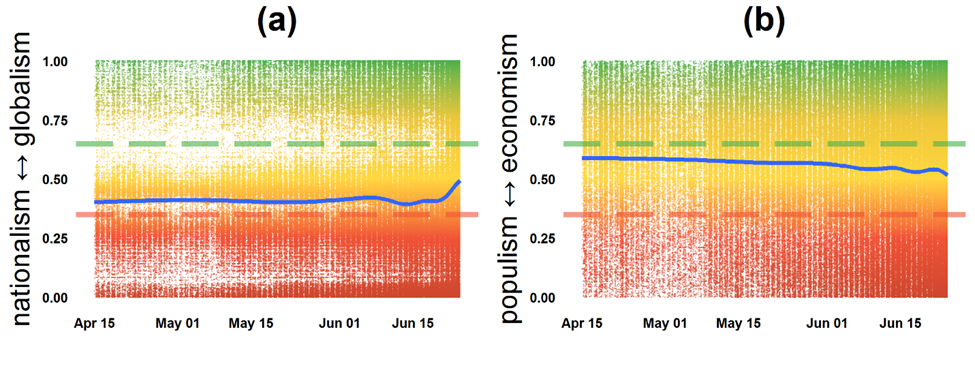 (a)
nationalism ↔ globalism
1.00
0.75
0.50
0.25
0.00
Apr 15 May 01 May 15 Jun 01 Jun 15
(b)
populism ↔ economism
1.00
0.75
0.50
0.25
0.00
Apr 15 May 01 May 15 Jun 01 Jun 15